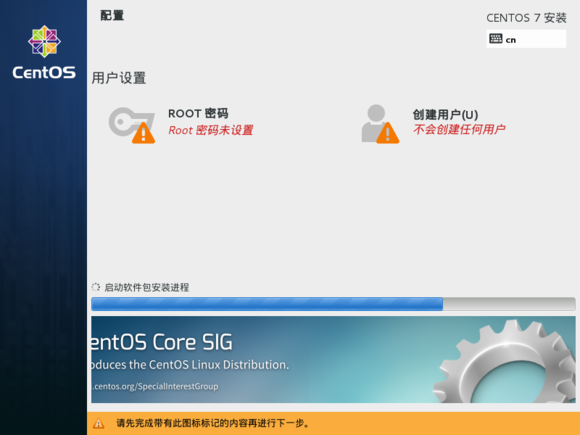 配置
CENTOS 7 安装
cn
CentOS
用户设置
ROOT 密码
Root 密码未设置
创建用户(U)
不会创建任何用户
启动软件包安装进程
entOS Core SIG
oduces the CentOS Linux Distribution.
.centos.org/SpecialInterestGroup
请先完成带有此图标标记的内容再进行下一步。